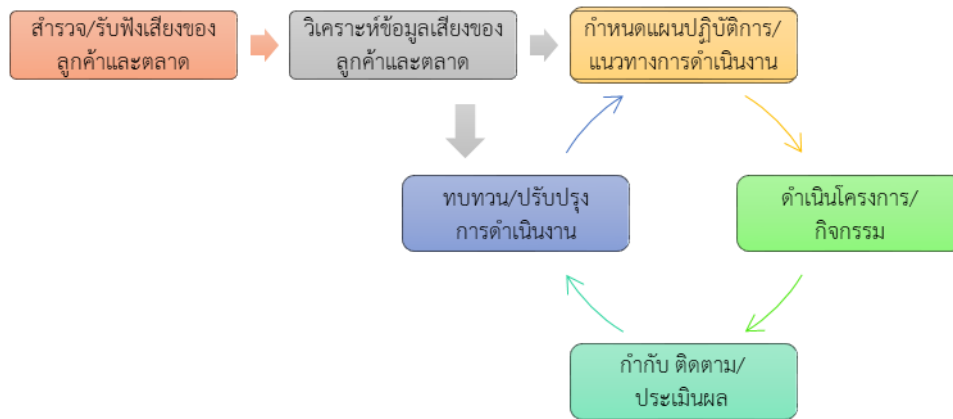 สำรวจ/รับฟังเสียงของ
ลูกค้าและตลาด
วิเคราะห์ข้อมูลเสียงของ
ลูกค้าและตลาด
กำหนดแผนปฏิบัติการ/
แนวทางการดำเนินงาน
ทบทวน/ปรับปรุง
การดำเนินงาน
ดำเนินโครงการ/
กิจกรรม
กำกับ ติดตาม/
ประเมินผล